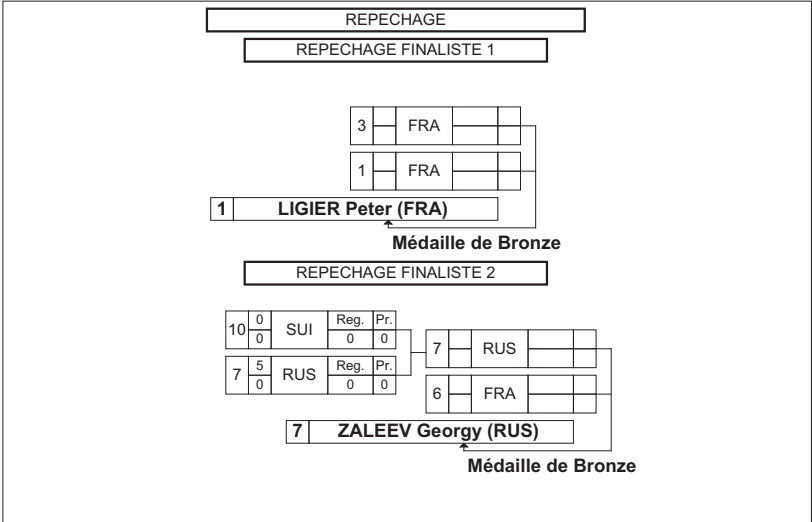 REPECHAGE
REPECHAGE FINALISTE 1
3 FRA
1 FRA
1 LIGIER Peter (FRA)
Médaille de Bronze
REPECHAGE FINALISTE 2
10 0 SUI Reg. Pr.
0 0 0
7 5 RUS Reg. Pr.
0 0 0
7 RUS
6 FRA
7 ZALEEV Georgy (RUS)
Médaille de Bronze